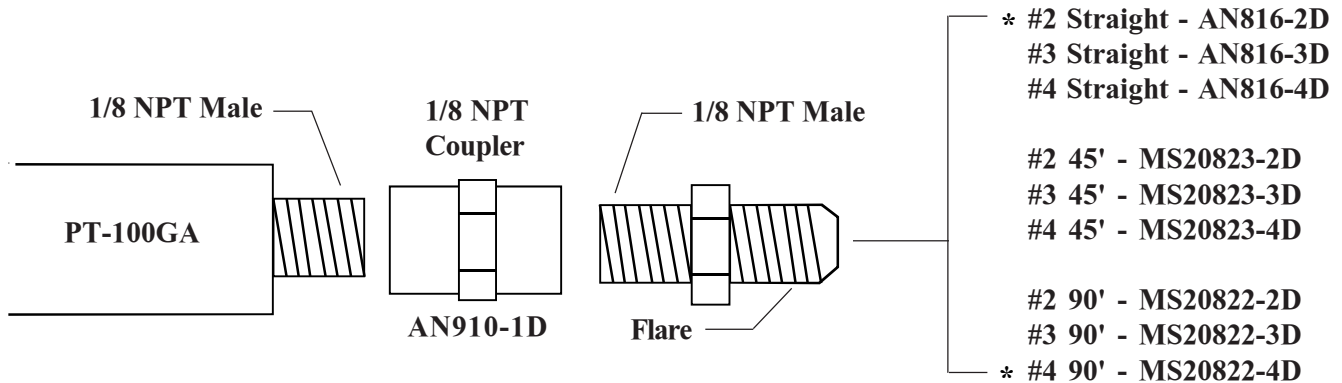 1/8 NPT Male
PT-100GA
1/8 NPT
Coupler
AN910-1D
1/8 NPT Male
Flare
* #2 Straight - AN816-2D
#3 Straight - AN816-3D
#4 Straight - AN816-4D
#2 45' - MS20823-2D
#3 45' - MS20823-3D
#4 45' - MS20823-4D
#2 90' - MS20822-2D
#3 90' - MS20822-3D
* #4 90' - MS20822-4D